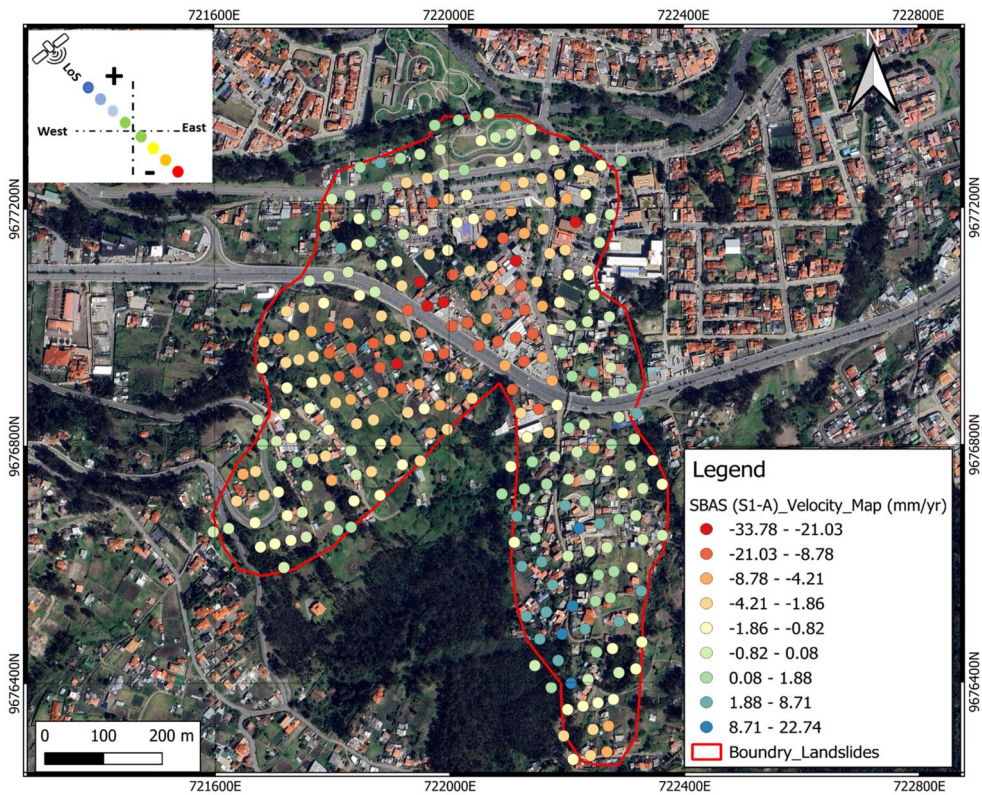 721600E 722000E 722400E 722800E
N
LoS
+
West East
-
9677200N 9677200N
9676800N 9676800N
9676400N 9676400N
Legend
SBAS (S1-A)_Velocity_Map (mm/yr)
-33.78 - -21.03
-21.03 - -8.78
-8.78 - -4.21
-4.21 - -1.86
-1.86 - -0.82
-0.82 - 0.08
0.08 - 1.88
1.88 - 8.71
8.71 - 22.74
Boundry_Landslides
0 100 200 m
721600E 722000E 722400E 722800E